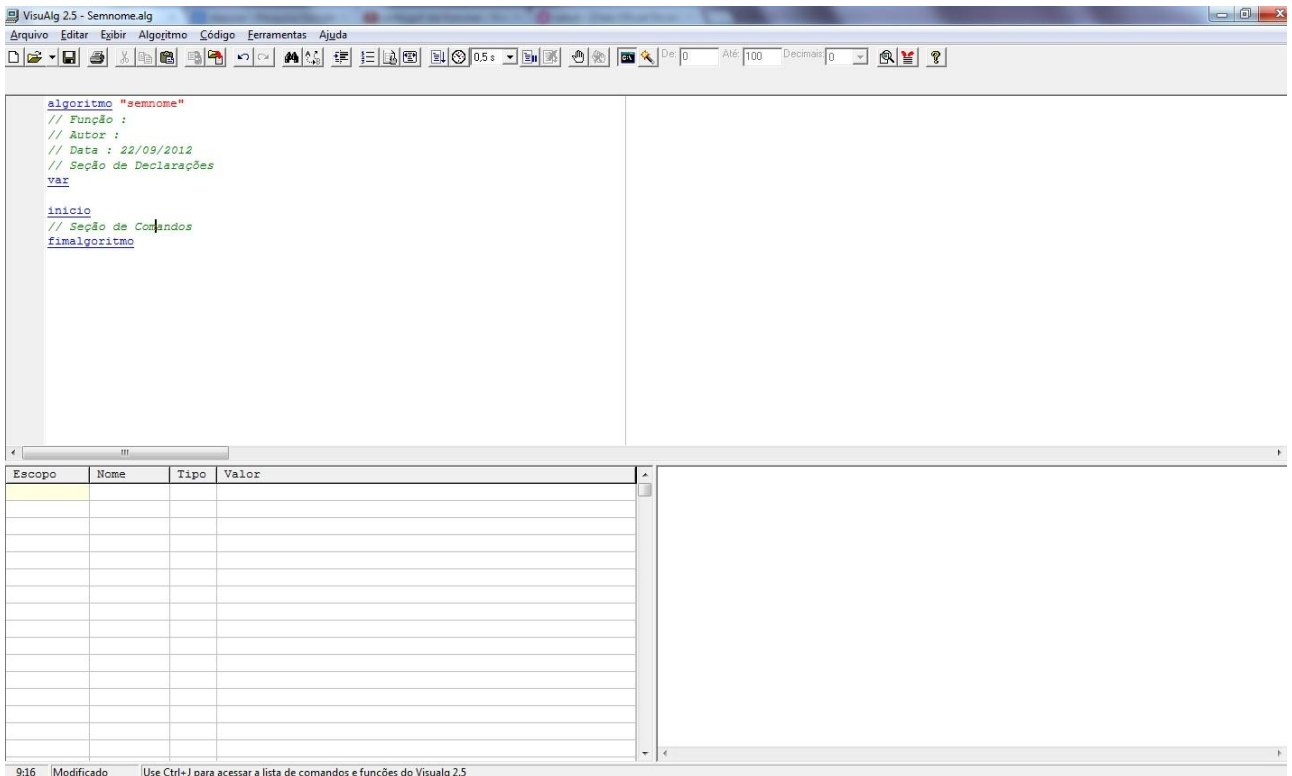 VisuAlg 2.5 - Semnome.alg
Arquivo Editar Exibir Algoritmo Código Ferramentas Ajuda
0,5 s De: 0 Até: 100 Decimais: 0
algoritmo "semnome"
// Função :
// Autor :
// Data : 22/09/2012
// Seção de Declarações
var
inicio
// Seção de Comandos
fimalgoritmo
Escopo Nome Tipo Valor
9:16 Modificado Use Ctrl+J para acessar a lista de comandos e funções do Visualg 2.5